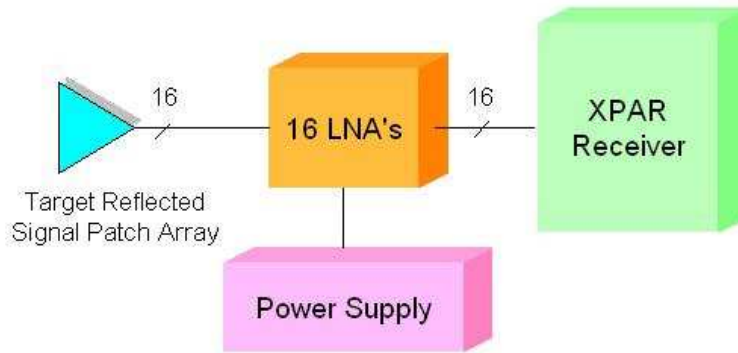 16
16 LNA's
16
XPAR
Receiver
Target Reflected
Signal Patch Array
Power Supply